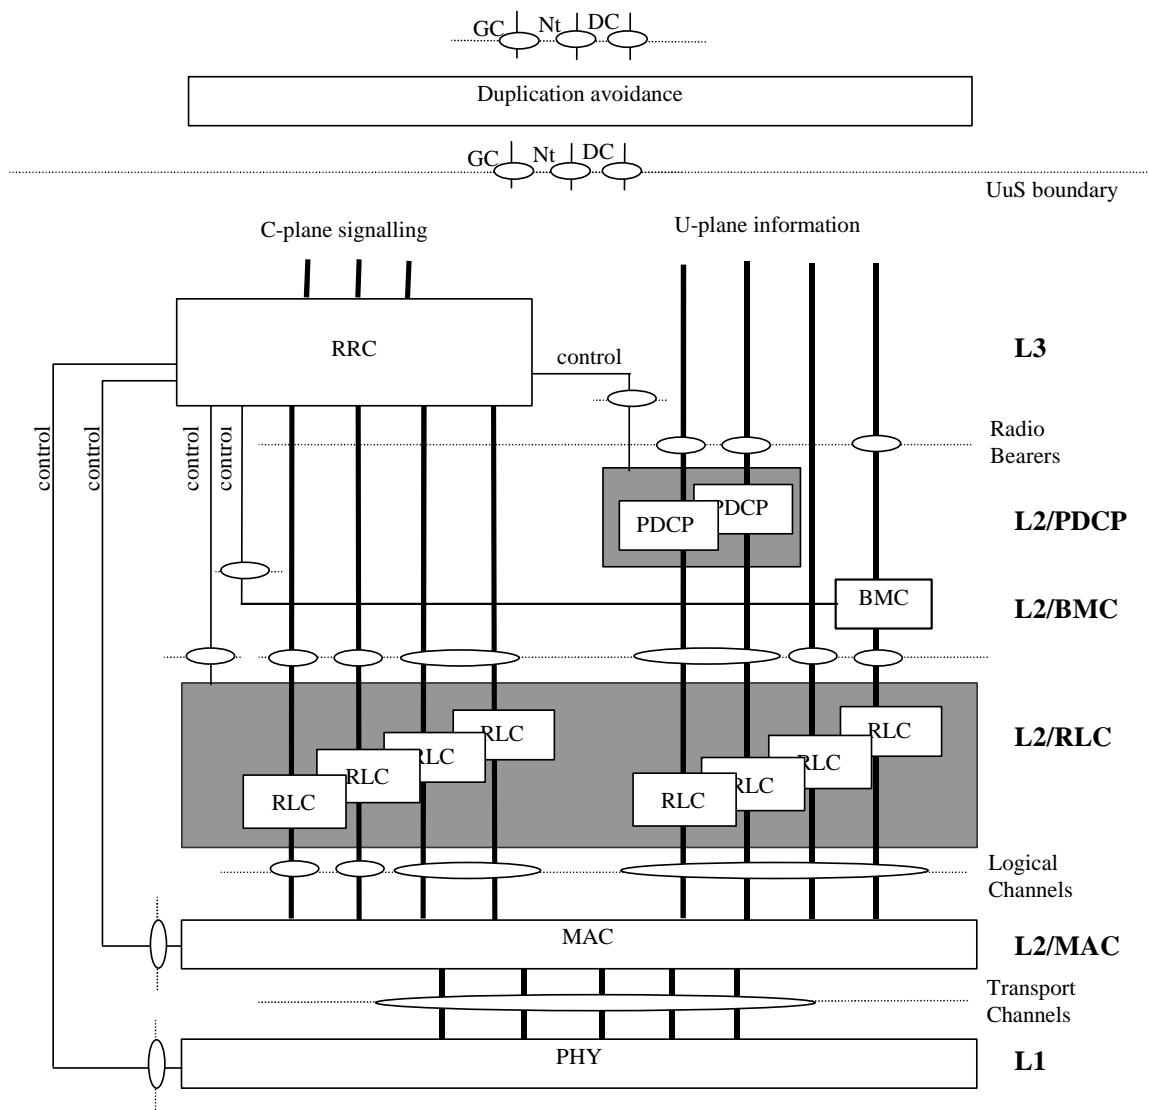 GC Nt DC
Duplication avoidance
GC Nt DC
UuS boundary
C-plane signalling
U-plane information
RRC
control
L3
control
control
control
control
Radio
Bearers
PDCP
PDCP
L2/PDCP
BMC
L2/BMC
RLC
RLC
RLC
RLC
RLC
RLC
RLC
RLC
L2/RLC
Logical
Channels
MAC
L2/MAC
Transport
Channels
PHY
L1